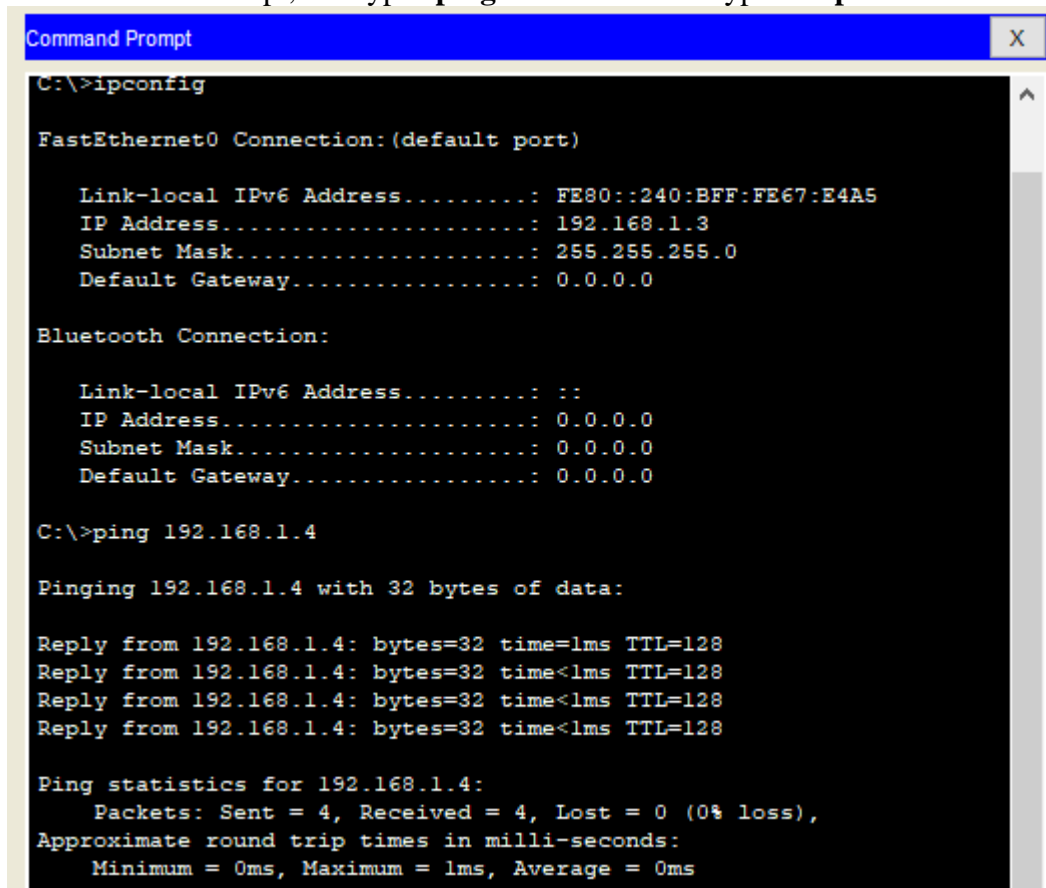 ping
Command Prompt X
C:\>ipconfig
FastEthernet0 Connection:(default port)
Link-local IPv6 Address.........: FE80::240:BFF:FE67:E4A5
IP Address......................: 192.168.1.3
Subnet Mask.....................: 255.255.255.0
Default Gateway.................: 0.0.0.0
Bluetooth Connection:
Link-local IPv6 Address.........: ::
IP Address......................: 0.0.0.0
Subnet Mask.....................: 0.0.0.0
Default Gateway.................: 0.0.0.0
C:\>ping 192.168.1.4
Pinging 192.168.1.4 with 32 bytes of data:
Reply from 192.168.1.4: bytes=32 time=1ms TTL=128
Reply from 192.168.1.4: bytes=32 time<1ms TTL=128
Reply from 192.168.1.4: bytes=32 time<1ms TTL=128
Reply from 192.168.1.4: bytes=32 time<1ms TTL=128
Ping statistics for 192.168.1.4:
Packets: Sent = 4, Received = 4, Lost = 0 (0% loss),
Approximate round trip times in milli-seconds:
Minimum = 0ms, Maximum = 1ms, Average = 0ms